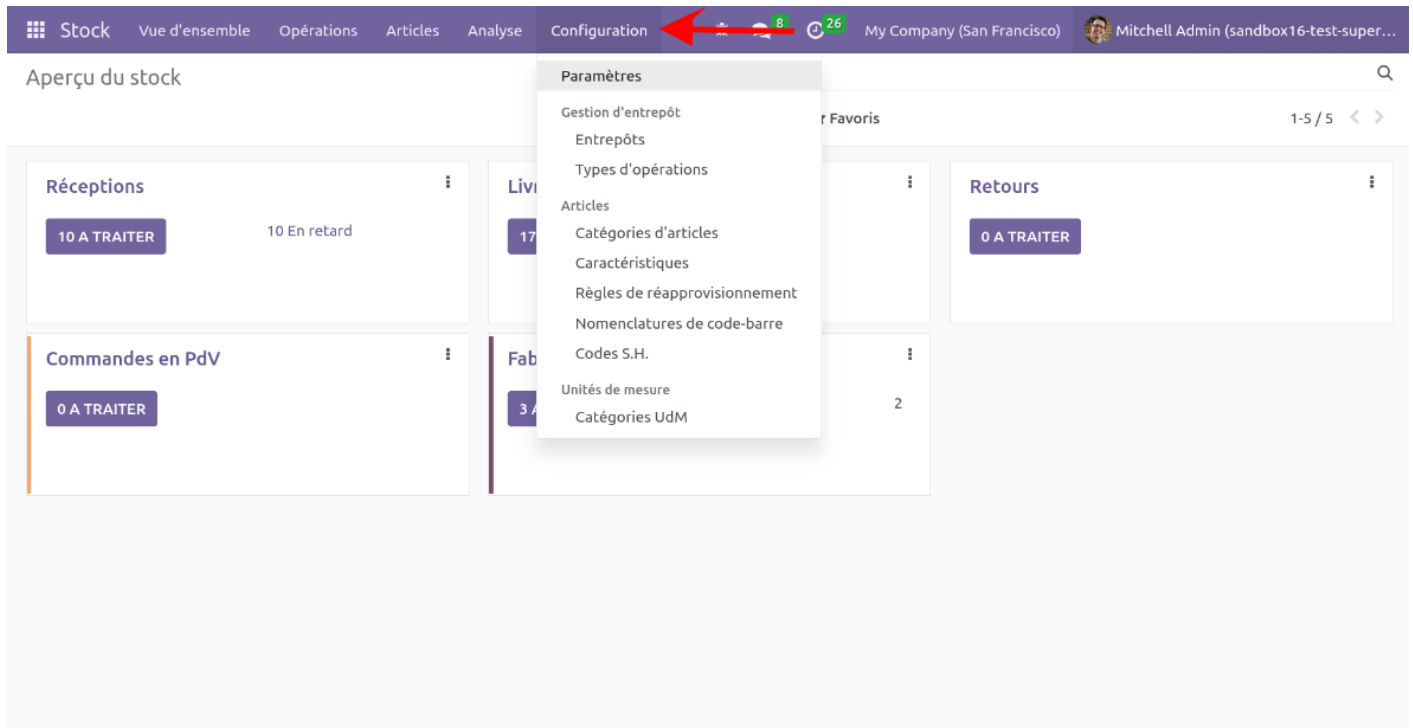 Stock Vue d'ensemble Opérations Articles Analyse Configuration 8 26 My Company (San Francisco) Mitchell Admin (sandbox16-test-super...
Aperçu du stock
Paramètres
Gestion d'entrepôt
Favoris
1-5 / 5
Entrepôts
Types d'opérations
Réceptions
10 A TRAITER
10 En retard
17
Retours
0 A TRAITER
Articles
Catégories d'articles
Caractéristiques
Règles de réapprovisionnement
Nomenclatures de code-barre
Codes S.H.
Commandes en PdV
0 A TRAITER
3
2
Unités de mesure
Catégories UdM